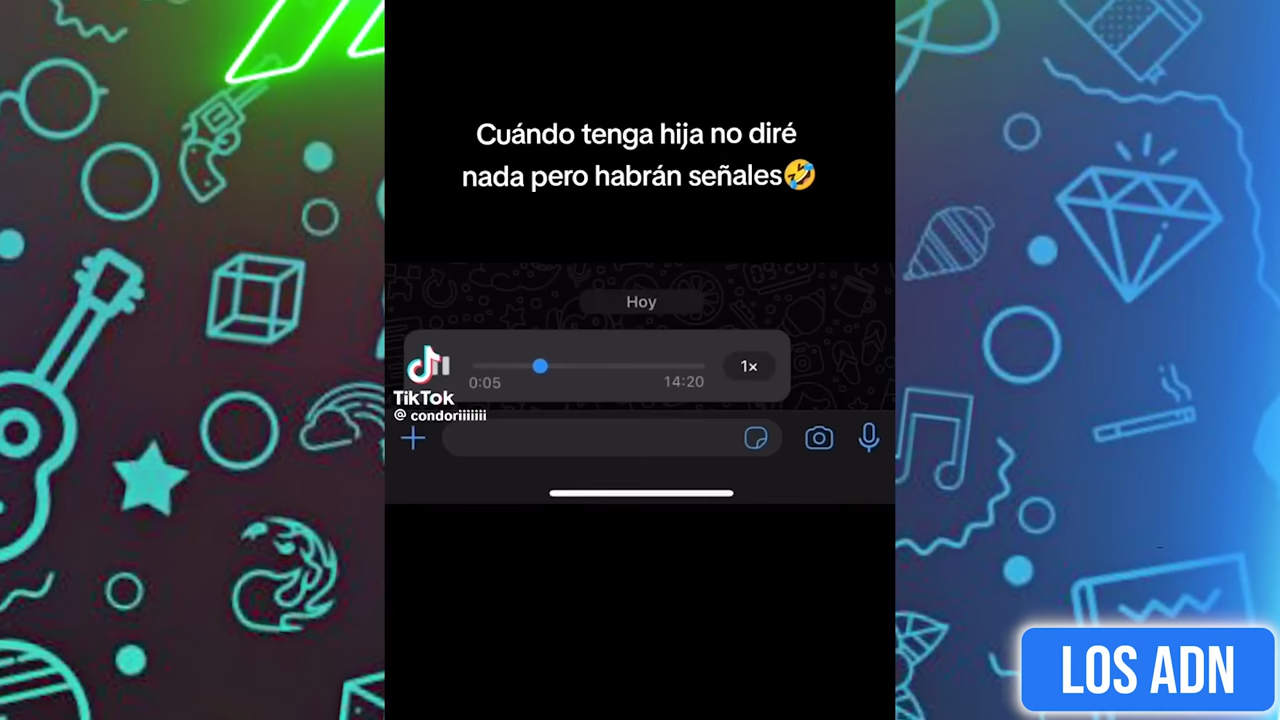 Cuándo tenga hija no diré
nada pero habrán señales🤣
Hoy
0:05
14:20
1×
TikTok
@ condoriiiiiii
LOS ADN